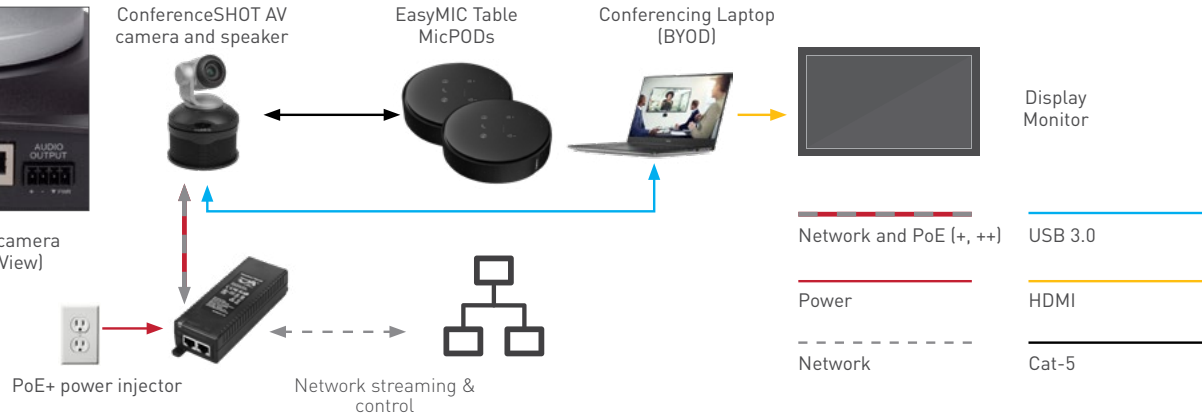 ConferenceSHOT AV
camera and speaker
EasyMIC Table
MicPODs
Conferencing Laptop
(BYOD)
Display
Monitor
AUDIO
OUTPUT
camera
View)
Network and PoE (+, ++)
USB 3.0
Power
HDMI
Network
Cat-5
PoE+ power injector
Network streaming &
control